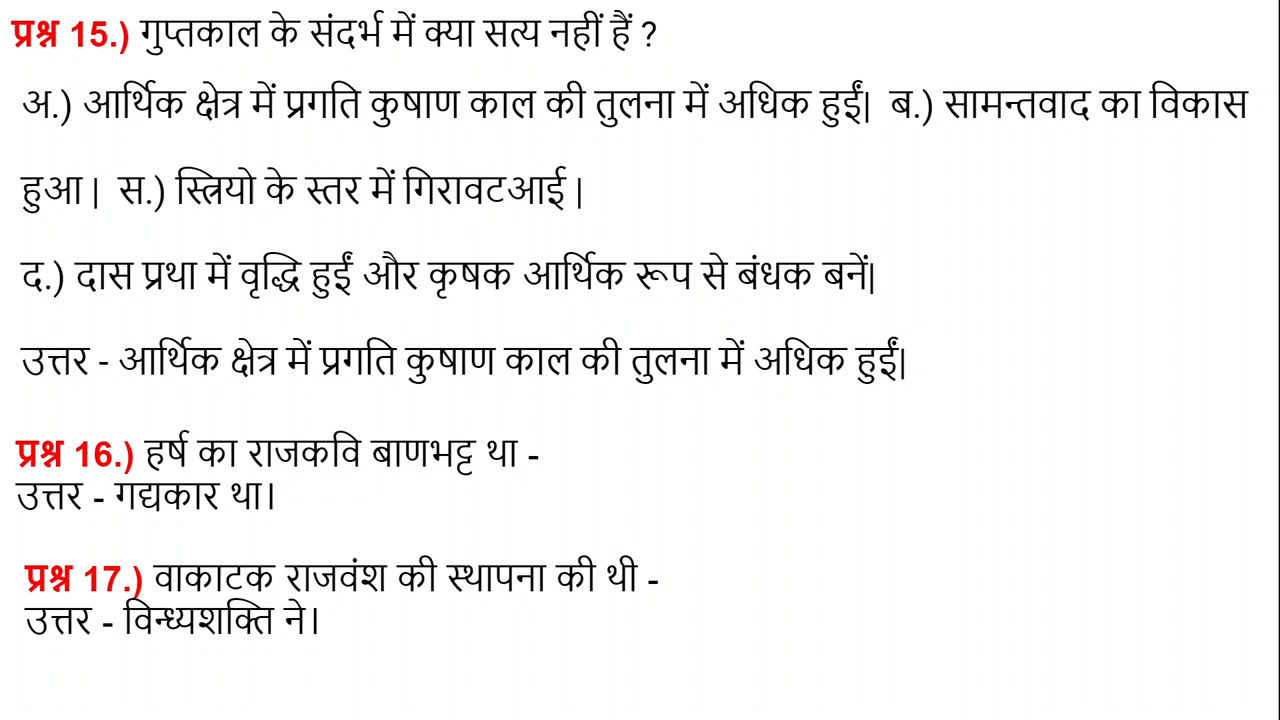 प्रश्न 15.) गुप्तकाल के संदर्भ में क्या सत्य नहीं हैं ?
अ.) आर्थिक क्षेत्र में प्रगति कुषाण काल की तुलना में अधिक हुईं| ब.) सामन्तवाद का विकास
हुआ | स.) स्त्रियो के स्तर में गिरावटआई |
द.) दास प्रथा में वृद्धि हुईं और कृषक आर्थिक रूप से बंधक बनें|
उत्तर - आर्थिक क्षेत्र में प्रगति कुषाण काल की तुलना में अधिक हुईं|
प्रश्न 16.) हर्ष का राजकवि बाणभट्ट था -
उत्तर - गद्यकार था।
प्रश्न 17.) वाकाटक राजवंश की स्थापना की थी -
उत्तर - विन्ध्यशक्ति ने।